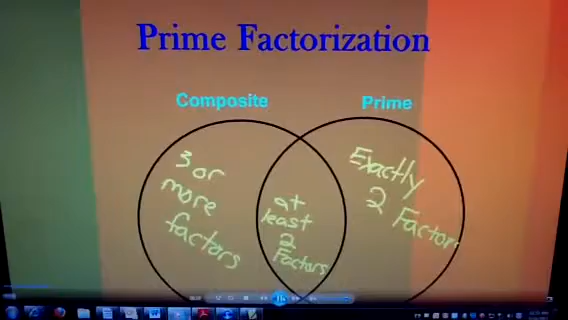 Prime Factorization
Composite
Prime
3 or
more
factors
at
least
2
Factors
Exactly
2 Factor